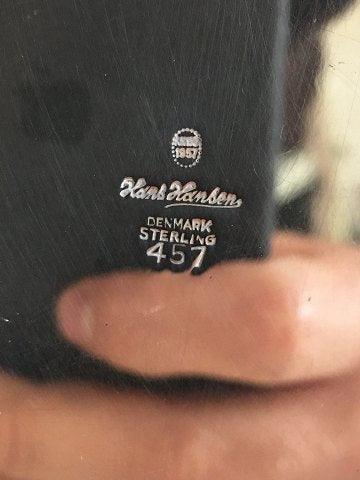 1957
Hans Hansen
DENMARK
STERLING
457